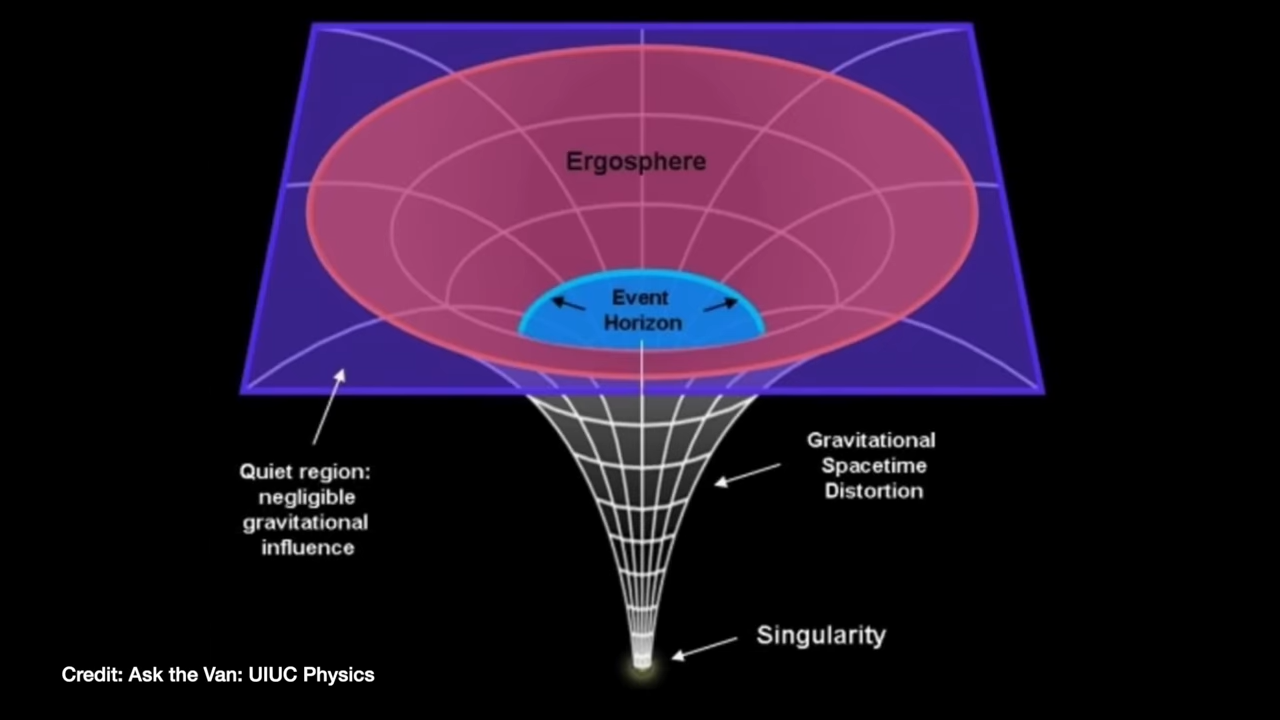 Ergosphere
Event
Horizon
Gravitational
Spacetime
Distortion
Quiet region:
negligible
gravitational
influence
Singularity
Credit: Ask the Van: UIUC Physics